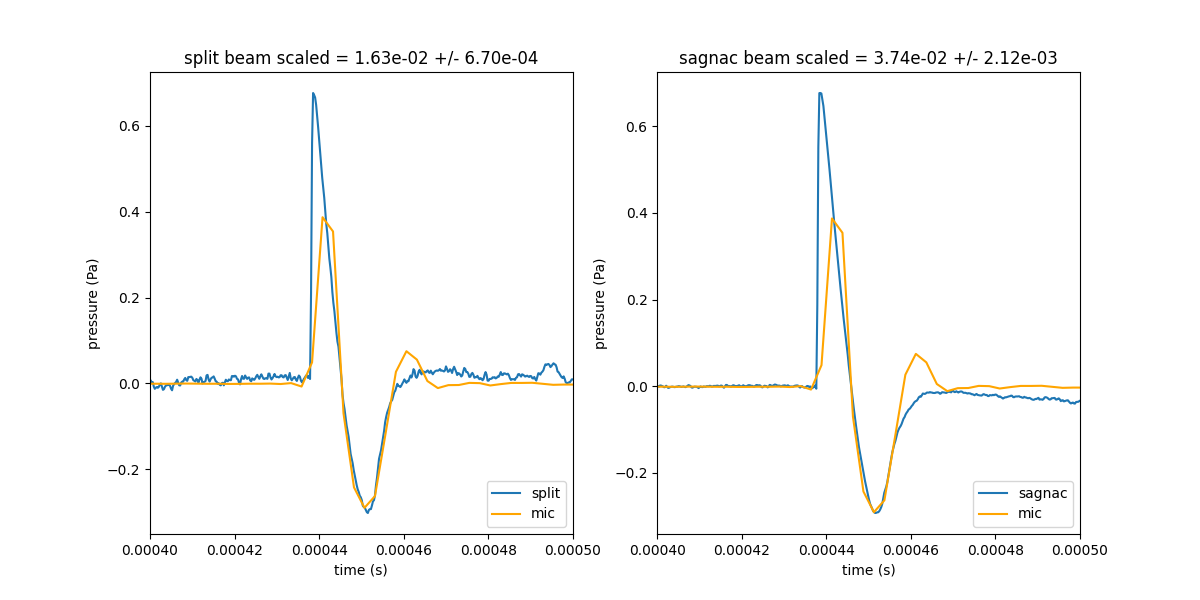 split beam scaled = 1.63e-02 +/- 6.70e-04
pressure (Pa)
0.6
0.4
0.2
0.0
−0.2
split
mic
0.00040
0.00042
0.00044
0.00046
0.00048
0.00050
time (s)
sagnac beam scaled = 3.74e-02 +/- 2.12e-03
pressure (Pa)
0.6
0.4
0.2
0.0
−0.2
sagnac
mic
0.00040
0.00042
0.00044
0.00046
0.00048
0.00050
time (s)